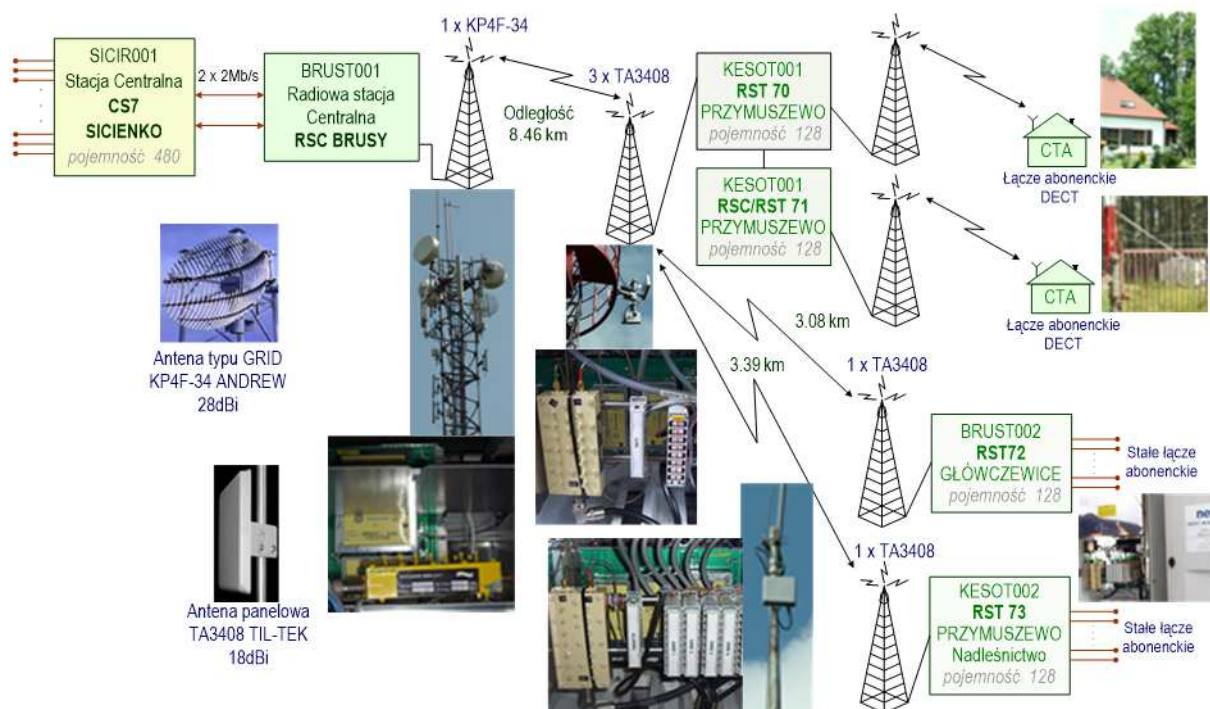 1 x KP4F-34
SICIR001
Stacja Centralna
CS7
SICIENKO
pojemność 480
2 x 2Mb/s
BRUST001
Radiowa stacja
Centralna
RSC BRUSY
Odległość
8.46 km
3 x TA3408
KESOT001
RST 70
PRZYMUSZEWO
pojemność 128
KESOT001
RSC/RST 71
PRZYMUSZEWO
pojemność 128
CTA
Łącze abonenckie
DECT
CTA
Łącze abonenckie
DECT
3.08 km
3.39 km
Antena typu GRID
KP4F-34 ANDREW
28dBi
Antena panelowa
TA3408 TIL-TEK
18dBi
1 x TA3408
BRUST002
RST72
GŁÓWCZEWICE
pojemność 128
Stałe łącze
abonenckie
1 x TA3408
KESOT002
RST 73
PRZYMUSZEWO
Nadleśnictwo
pojemność 128
Stałe łącze
abonenckie